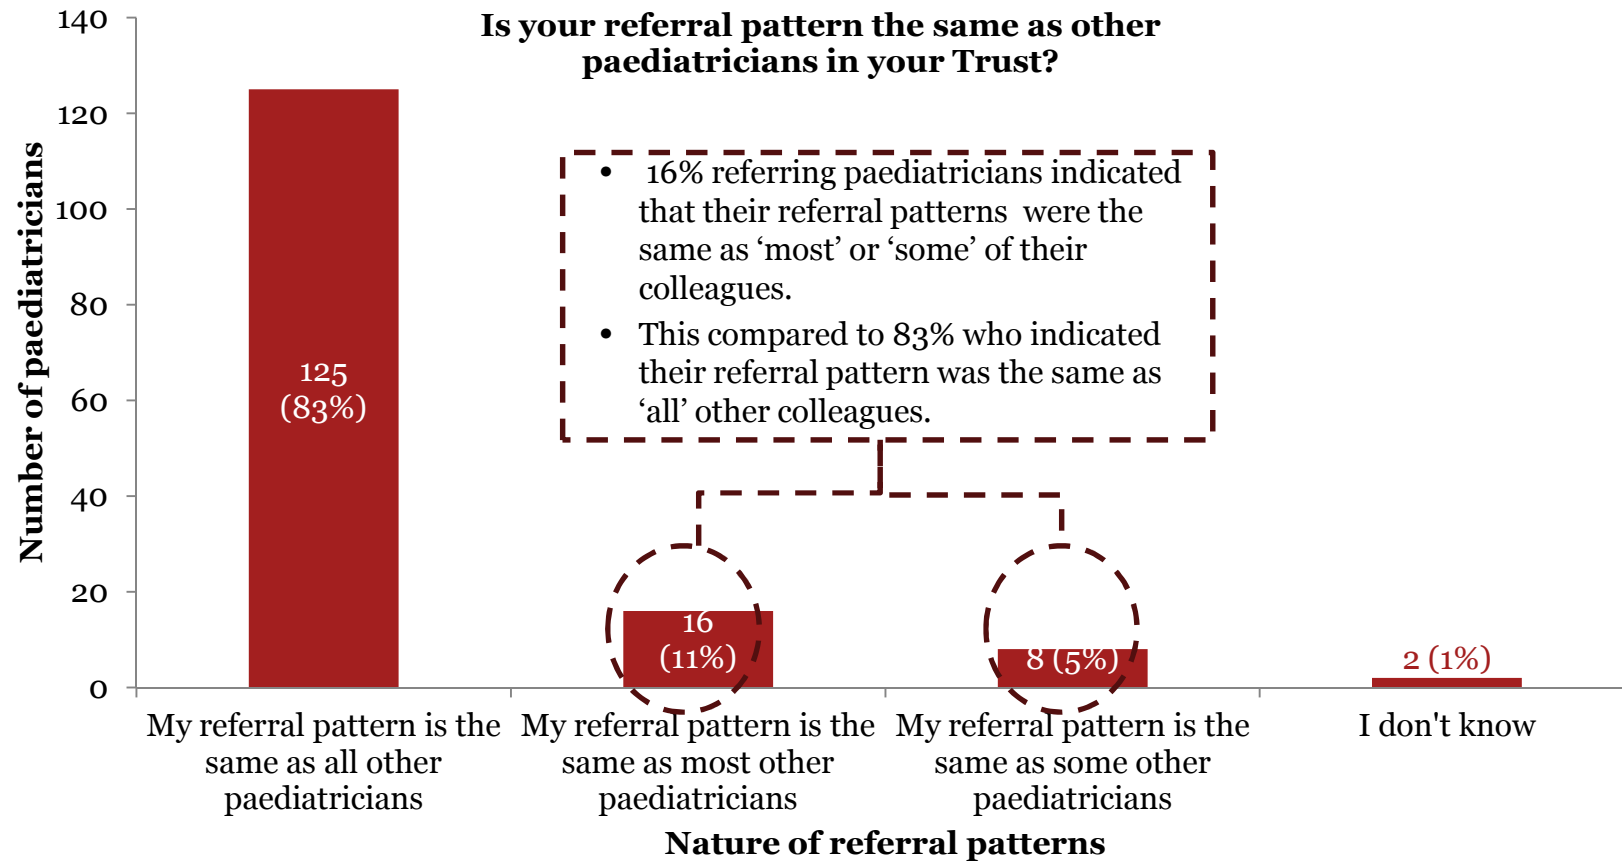 Is your referral pattern the same as other
paediatricians in your Trust?
140
120
100
80
60
40
20
0
Number of paediatricians
• 16% referring paediatricians indicated
that their referral patterns were the
same as ‘most’ or ‘some’ of their
colleagues.
• This compared to 83% who indicated
their referral pattern was the same as
‘all’ other colleagues.
125
(83%)
16
(11%)
8 (5%)
2 (1%)
My referral pattern is the
same as all other
paediatricians
My referral pattern is the
same as most other
paediatricians
My referral pattern is the
same as some other
paediatricians
I don't know
Nature of referral patterns